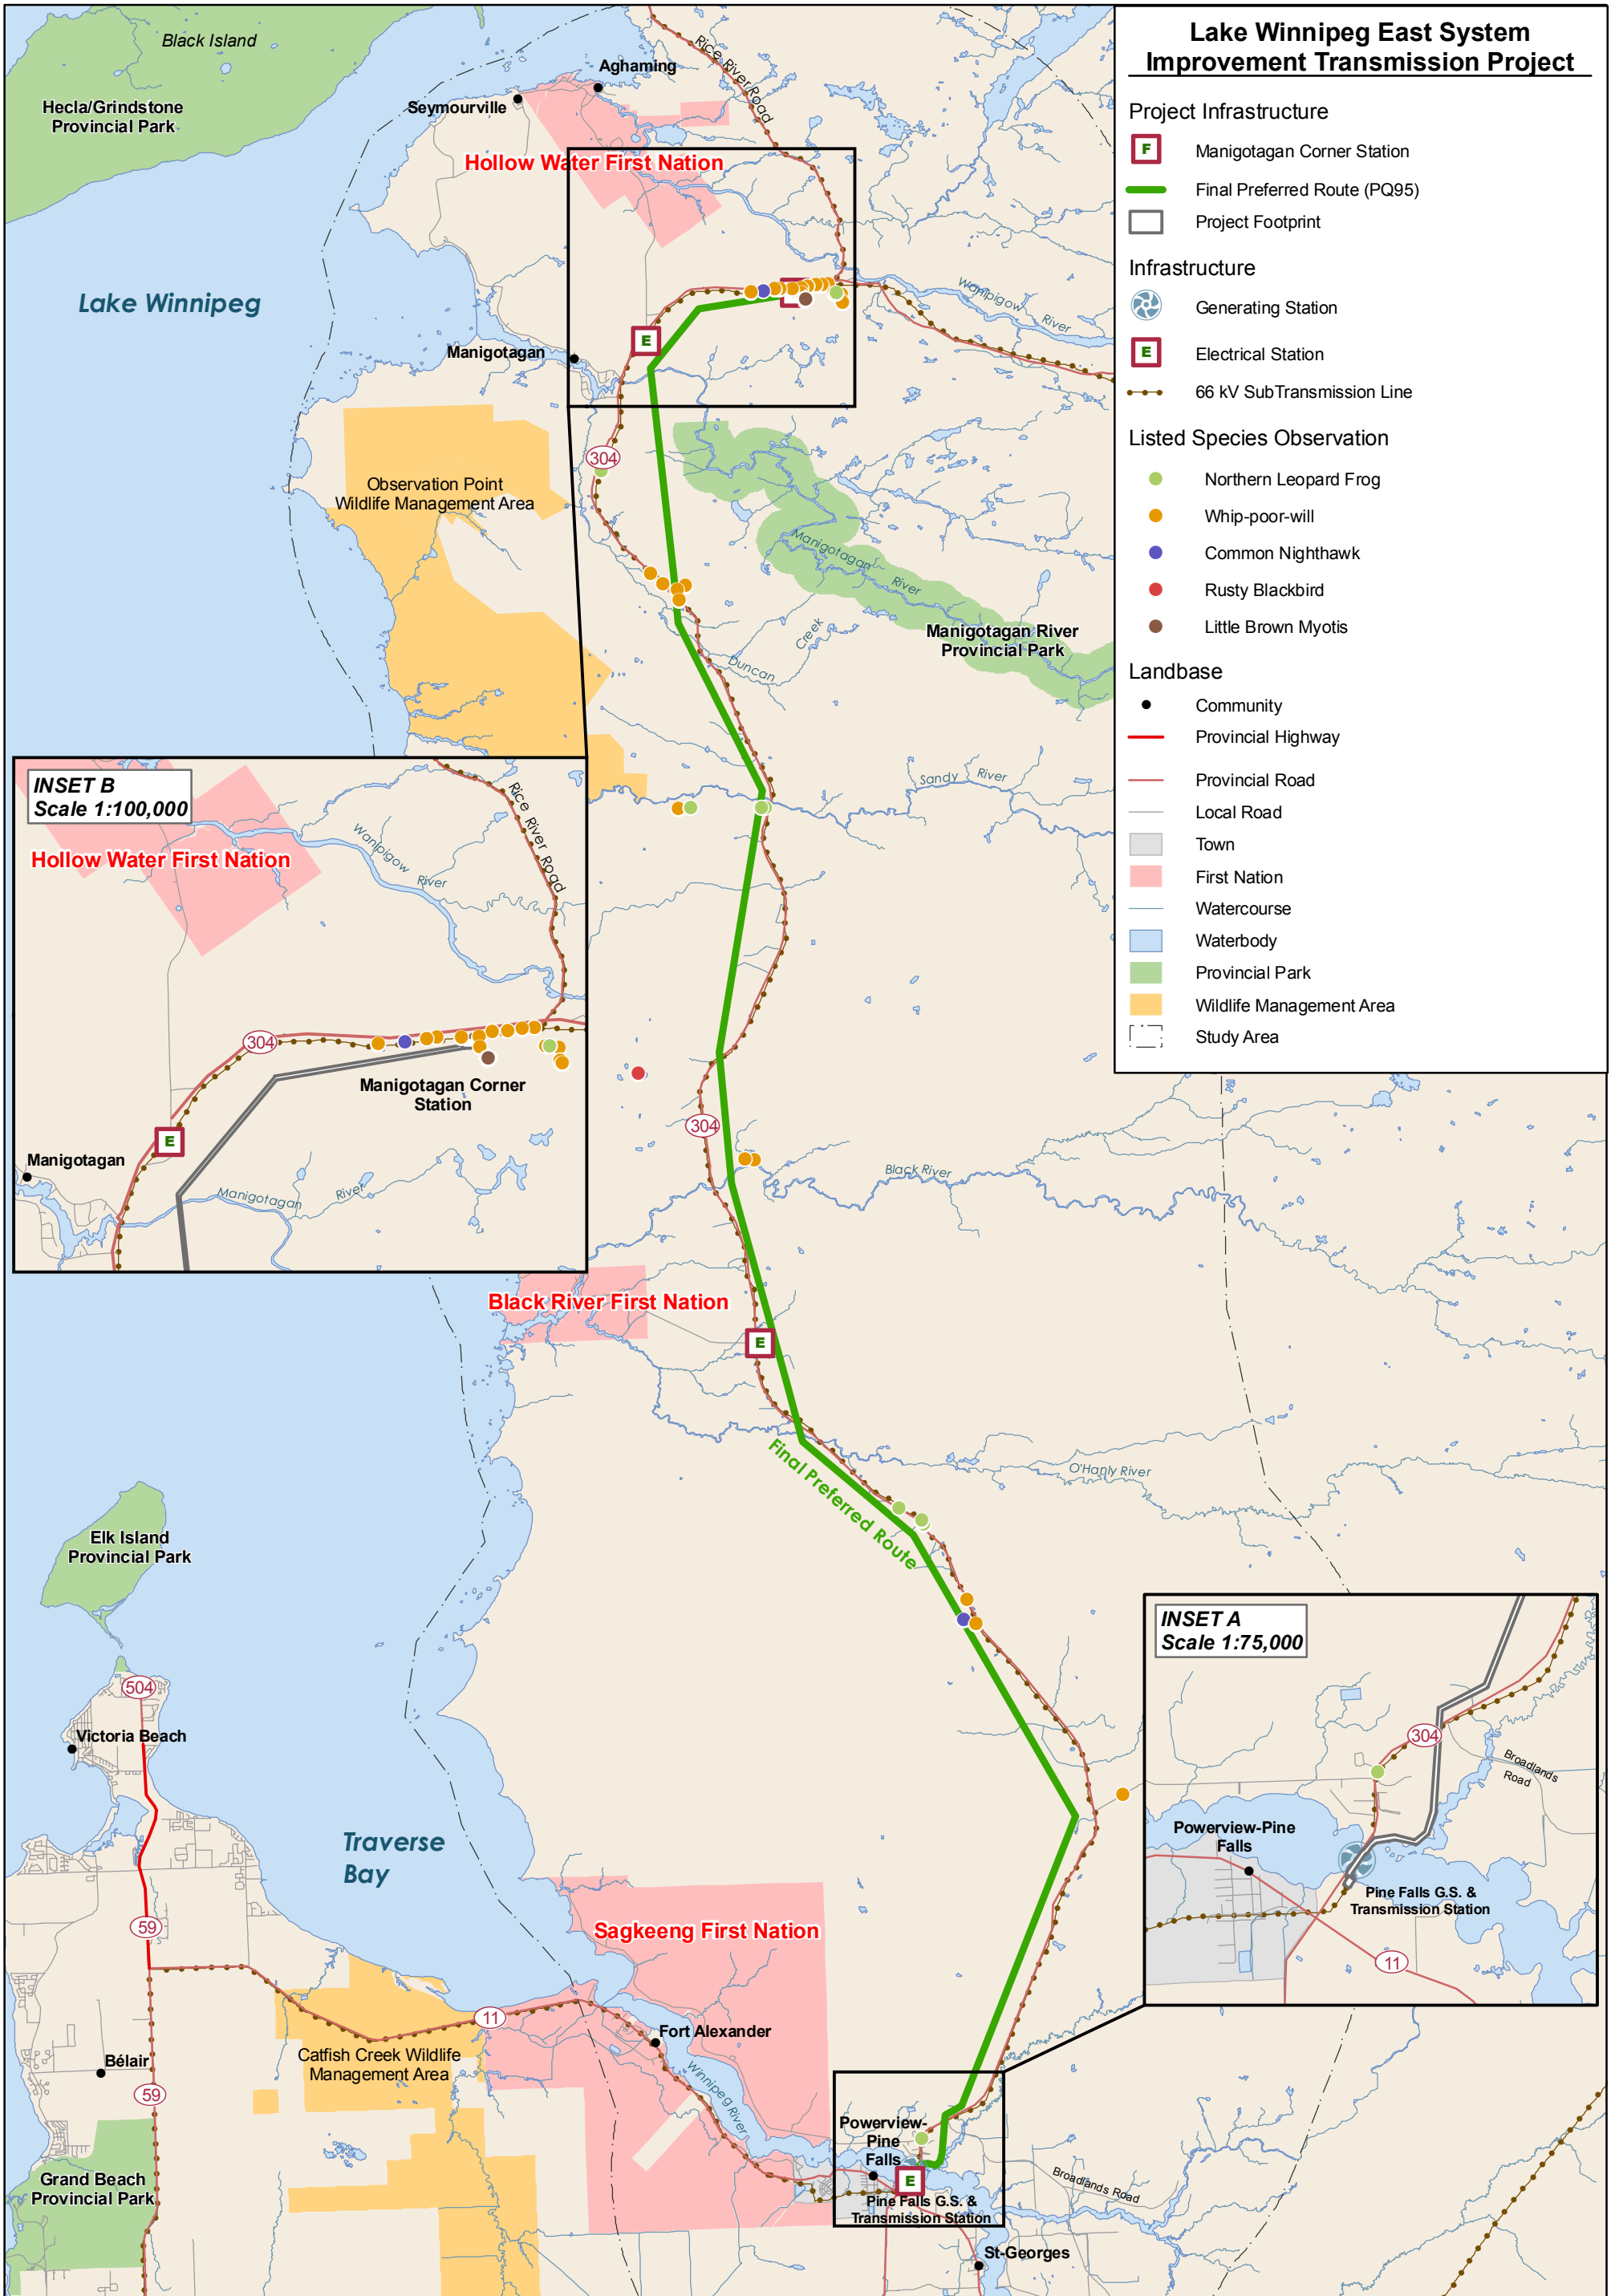 Lake Winnipeg East System
Improvement Transmission Project
Project Infrastructure
F
Manigotagan Corner Station
Final Preferred Route (PQ95)
Project Footprint
Infrastructure
Generating Station
E
Electrical Station
66 kV SubTransmission Line
Listed Species Observation
Northern Leopard Frog
Whip-poor-will
Common Nighthawk
Rusty Blackbird
Little Brown Myotis
Landbase
Community
Provincial Highway
Provincial Road
Local Road
Town
First Nation
Watercourse
Waterbody
Provincial Park
Wildlife Management Area
Study Area
Black Island
Hecla/Grindstone
Provincial Park
Aghaming
Seymourville
Rice River Road
Hollow Water First Nation
Lake Winnipeg
Wanipigow
River
E
Manigotagan
304
Observation Point
Wildlife Management Area
Manigotagan
River
Manigotagan River
Provincial Park
Duncan
Creek
Sandy River
INSET B
Scale 1:100,000
Hollow Water First Nation
Wanipigow
River
Rice River Road
304
Manigotagan Corner
Station
E
Manigotagan
Manigotagan
River
304
Black River
Black River First Nation
E
Final Preferred Route
O'Hanly River
Elk Island
Provincial Park
504
Victoria Beach
Traverse
Bay
59
INSET A
Scale 1:75,000
304
Broadlands
Road
Powerview-Pine
Falls
Pine Falls G.S. &
Transmission Station
11
Sagkeeng First Nation
11
Fort Alexander
Catfish Creek Wildlife
Management Area
Bélair
59
Winnipeg River
Grand Beach
Provincial Park
Powerview-
Pine
Falls
E
Pine Falls G.S. &
Transmission Station
Broadlands Road
St-Georges